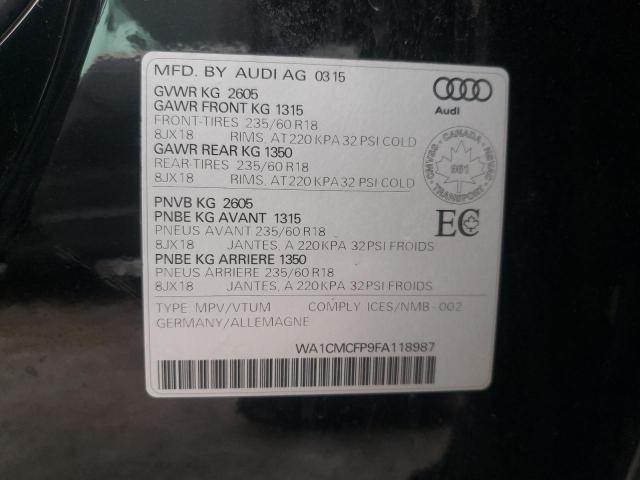 MFD. BY AUDI AG 03 15
GVWR KG 2605
GAWR FRONT KG 1315
FRONT-TIRES 235/60 R18
8JX18 RIMS, AT 220 KPA 32 PSI COLD
GAWR REAR KG 1350
REAR-TIRES 235/60 R18
8JX18 RIMS, AT 220 KPA 32 PSI COLD
PNVB KG 2605
PNBE KG AVANT 1315
PNEUS AVANT 235/60 R18
8JX18 JANTES, A 220 KPA 32 PSI FROIDS
PNBE KG ARRIERE 1350
PNEUS ARRIERE 235/60 R18
8JX18 JANTES, A 220 KPA 32 PSI FROIDS
TYPE: MPV/VTUM COMPLY ICES/NMB-002
GERMANY/ALLEMAGNE
WA1CMCFP9FA118987
Audi
CMVSS - CANADA - NSVAC
961
TRANSPORT
EC